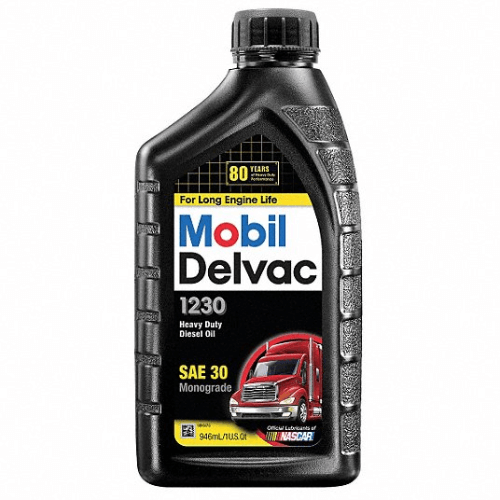 80 YEARS
of Heavy Duty
Performance
For Long Engine Life
Mobil
Delvac
1230
Heavy Duty
Diesel Oil
SAE 30
Monograde
946mL/1U.S.Qt
Official Lubricants of
NASCAR